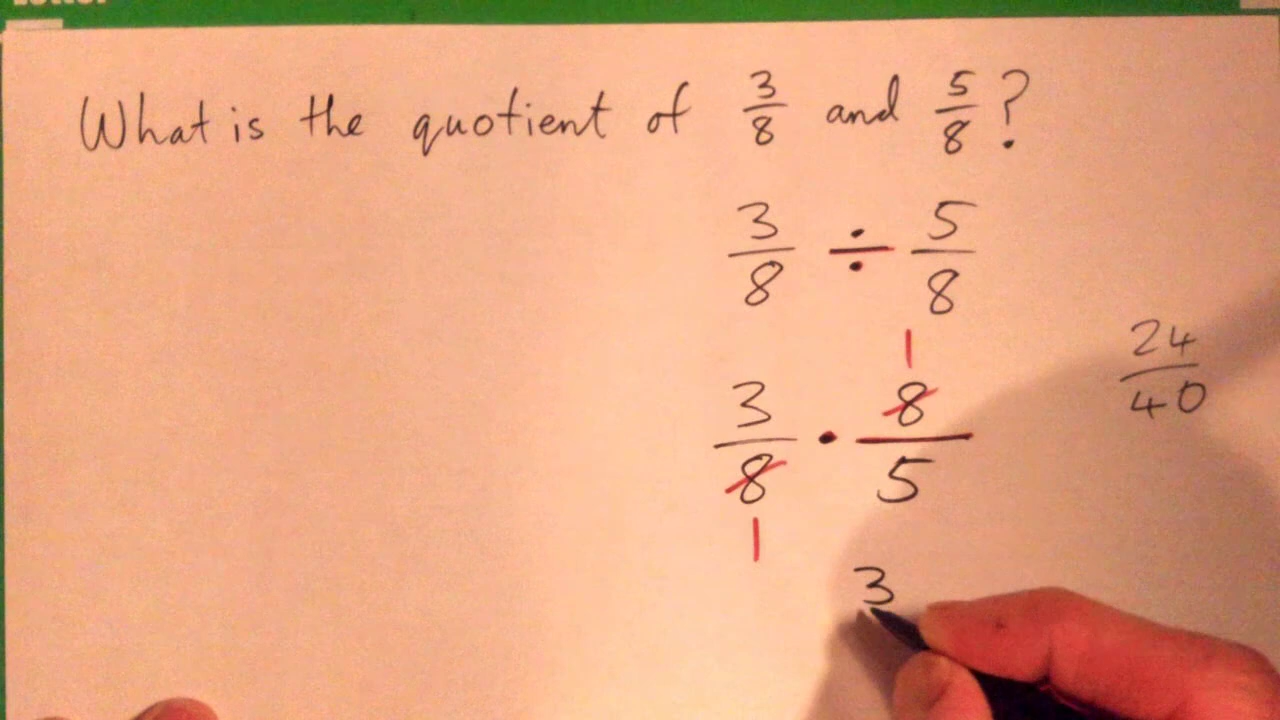 What is the quotient of 3/8 and 5/8?
3/8 ÷ 5/8
1
3/8 · 8/5
1
24/40
3